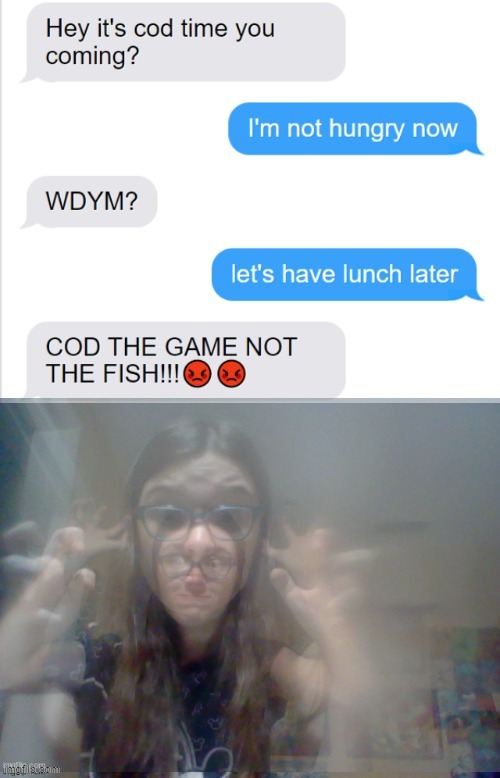 Hey it's cod time you
coming?
I'm not hungry now
WDYM?
let's have lunch later
COD THE GAME NOT
THE FISH!!!😡😡
imgflip.com